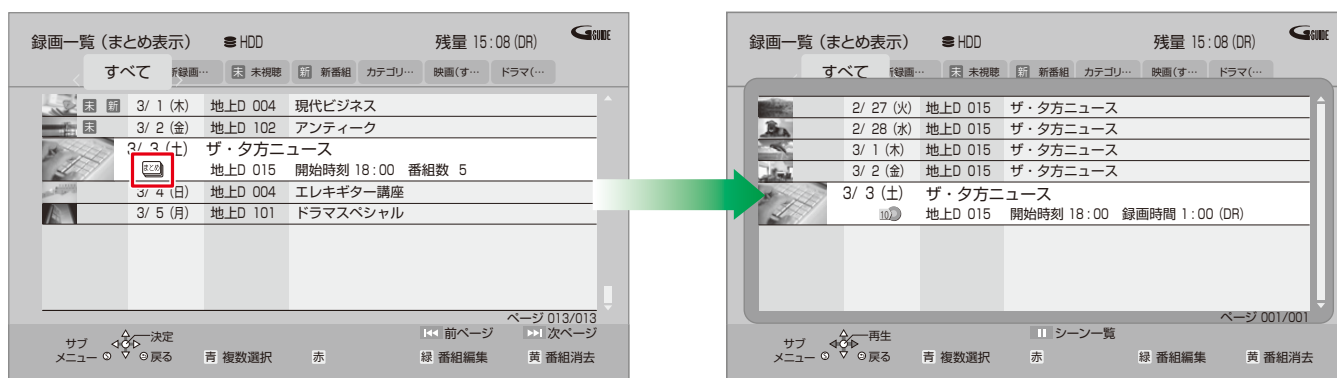 録画一覧（まとめ表示） HDD 残量 15:08 (DR) G-GUIDE
すべて 新録画… 未 未視聴 新 新番組 カテゴリ… 映画(す… ドラマ(…
未 新 3/ 1 (木) 地上D 004 現代ビジネス
未 3/ 2 (金) 地上D 102 アンティーク
3/ 3 (土) ザ・夕方ニュース
まとめ 地上D 015 開始時刻 18:00 番組数 5
3/ 4 (日) 地上D 004 エレキギター講座
3/ 5 (月) 地上D 101 ドラマスペシャル
ページ 013/013
決定 前ページ 次ページ
サブメニュー 戻る 青 複数選択 赤 緑 番組編集 黄 番組消去
録画一覧（まとめ表示） HDD 残量 15:08 (DR) G-GUIDE
すべて 新録画… 未 未視聴 新 新番組 カテゴリ… 映画(す… ドラマ(…
2/ 27 (火) 地上D 015 ザ・夕方ニュース
2/ 28 (水) 地上D 015 ザ・夕方ニュース
3/ 1 (木) 地上D 015 ザ・夕方ニュース
3/ 2 (金) 地上D 015 ザ・夕方ニュース
3/ 3 (土) ザ・夕方ニュース
地上D 015 開始時刻 18:00 録画時間 1:00 (DR)
ページ 001/001
再生 シーン一覧
サブメニュー 戻る 青 複数選択 赤 緑 番組編集 黄 番組消去